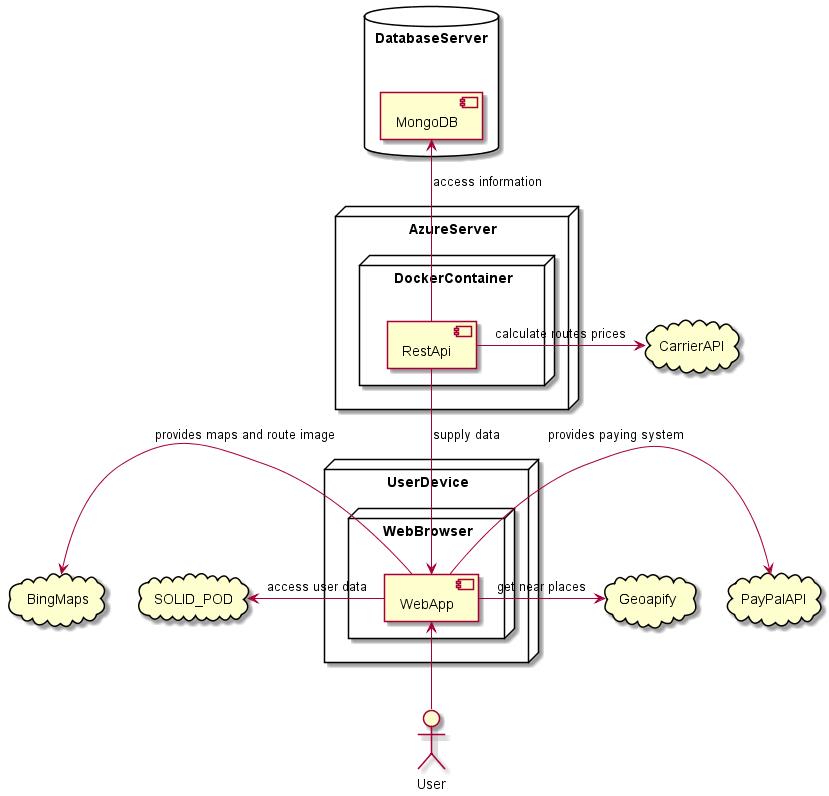 DatabaseServer
MongoDB
access information
AzureServer
DockerContainer
RestApi
calculate routes prices
CarrierAPI
supply data
provides maps and route image
provides paying system
UserDevice
WebBrowser
BingMaps
SOLID_POD
access user data
WebApp
get near places
Geoapify
PayPalAPI
User